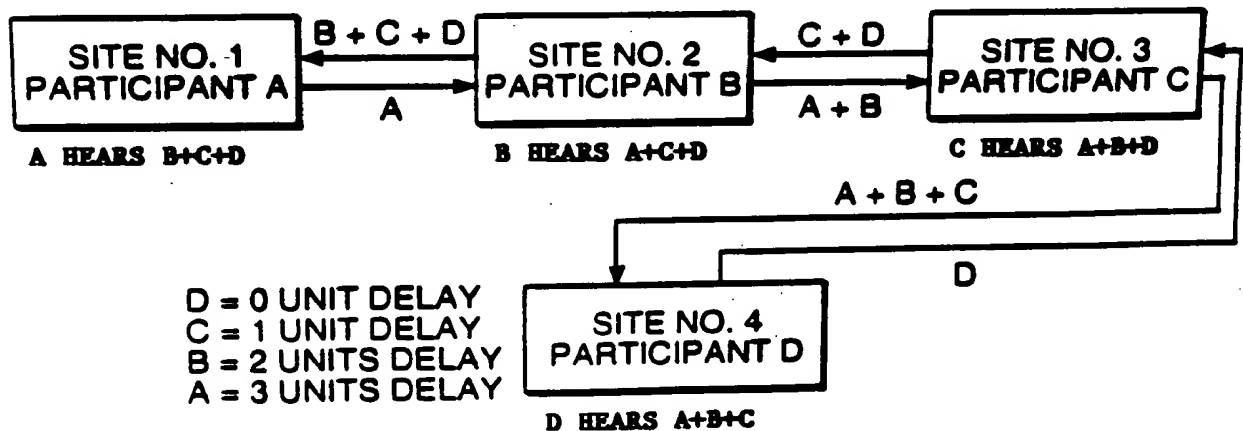 B + C + D
C + D
SITE NO. 1
PARTICIPANT A
SITE NO. 2
PARTICIPANT B
SITE NO. 3
PARTICIPANT C
A
A + B
A HEARS B+C+D
B HEARS A+C+D
C HEARS A+B+D
A + B + C
D
D = 0 UNIT DELAY
C = 1 UNIT DELAY
B = 2 UNITS DELAY
A = 3 UNITS DELAY
SITE NO. 4
PARTICIPANT D
D HEARS A+B+C